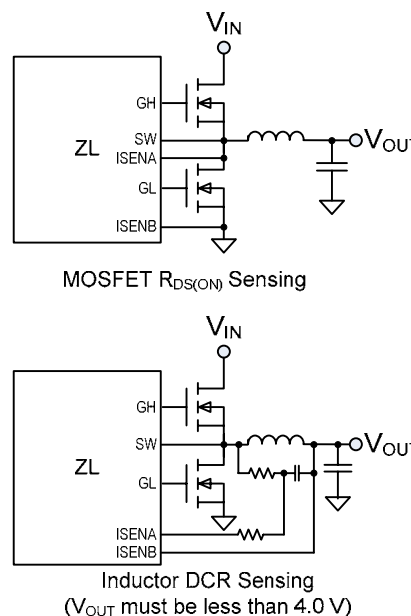 VIN
GH
SW
ZL
ISENA
VOUT
GL
ISENB
MOSFET RDS(ON) Sensing
VIN
GH
SW
VOUT
ZL
GL
ISENA
ISENB
Inductor DCR Sensing
(VOUT must be less than 4.0 V)